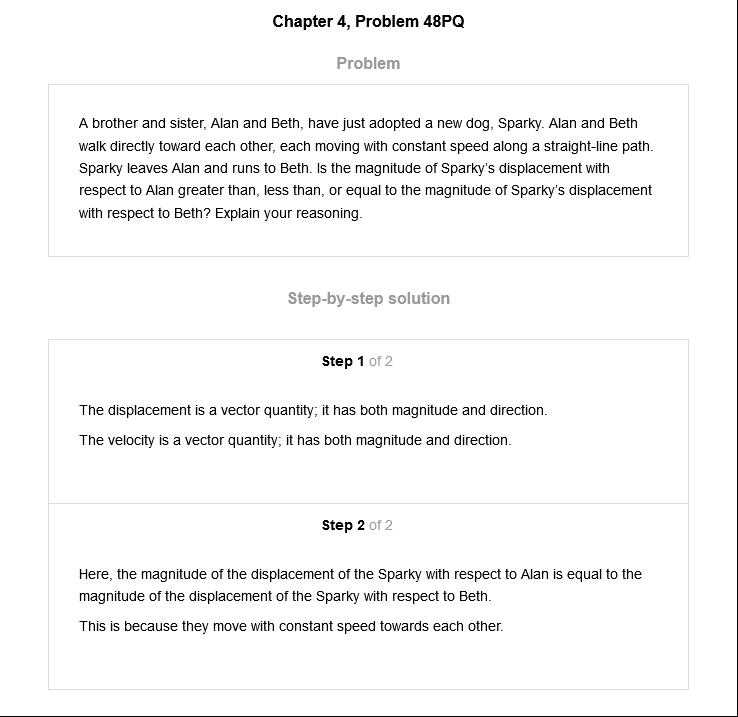 Chapter 4, Problem 48PQ
Problem
A brother and sister, Alan and Beth, have just adopted a new dog, Sparky. Alan and Beth
walk directly toward each other, each moving with constant speed along a straight-line path.
Sparky leaves Alan and runs to Beth. Is the magnitude of Sparky's displacement with
respect to Alan greater than, less than, or equal to the magnitude of Sparky's displacement
with respect to Beth? Explain your reasoning.
Step-by-step solution
Step 1 of 2
The displacement is a vector quantity; it has both magnitude and direction.
The velocity is a vector quantity; it has both magnitude and direction.
Step 2 of 2
Here, the magnitude of the displacement of the Sparky with respect to Alan is equal to the
magnitude of the displacement of the Sparky with respect to Beth.
This is because they move with constant speed towards each other.